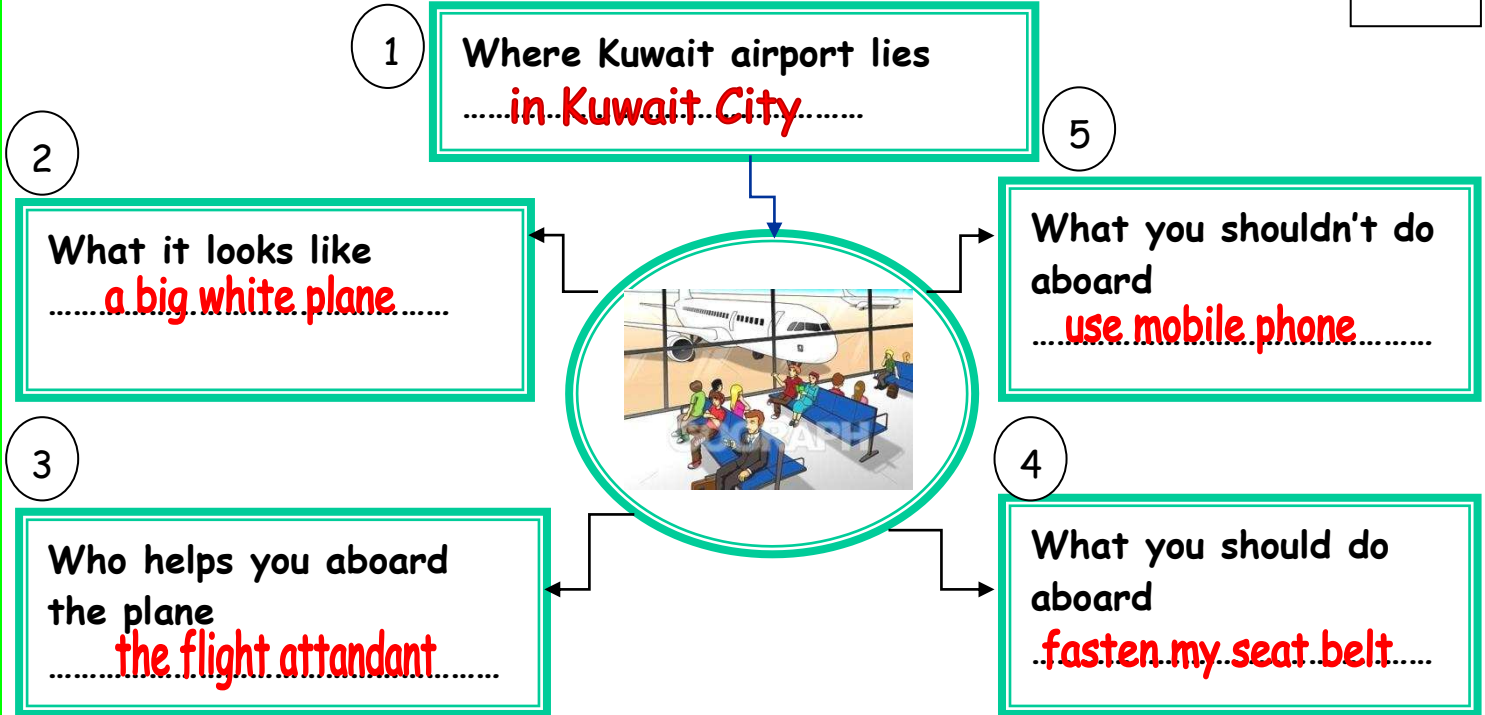 1
Where Kuwait airport lies
......in Kuwait City......
2
What it looks like
......a big white plane......
3
Who helps you aboard
the plane
......the flight attandant......
4
What you should do
aboard
...fasten my seat belt......
5
What you shouldn't do
aboard
......use mobile phone......